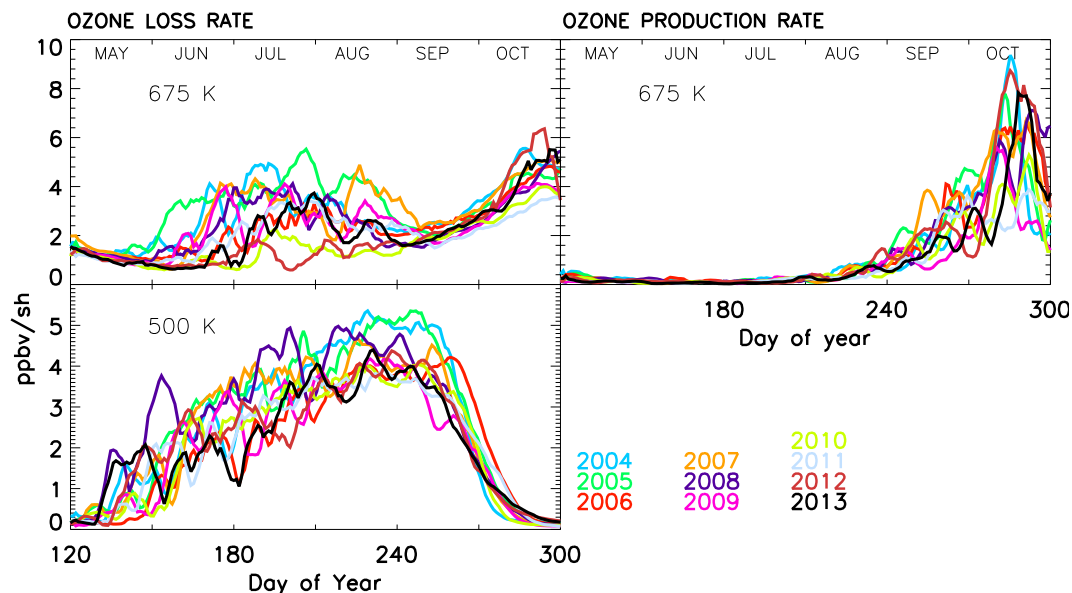 OZONE LOSS RATE
OZONE PRODUCTION RATE
10
MAY JUN JUL AUG SEP OCT
MAY JUN JUL AUG SEP OCT
675 K
675 K
8
6
4
2
0
180 240 300
Day of year
500 K
ppbv/sh
5
4
3
2
1
0
120 180 240 300
Day of Year
2010
2004 2007 2011
2005 2008 2012
2006 2009 2013